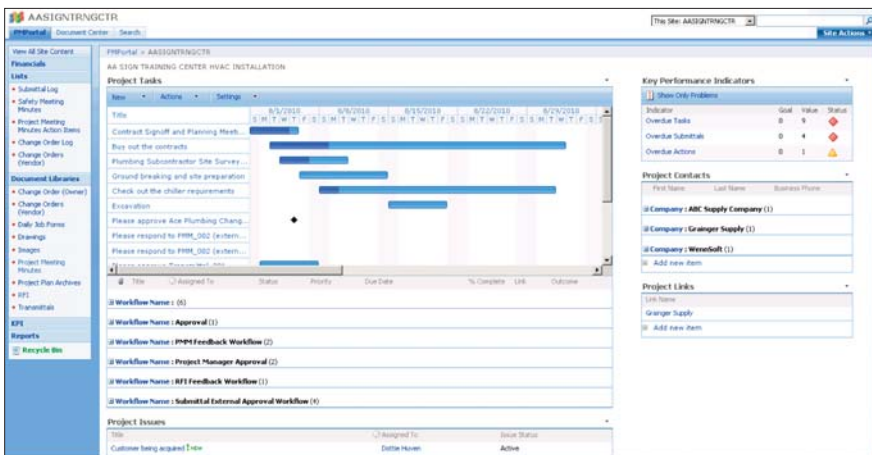 AASIGNTRNGCTR
This Site: AASIGNTRNGCTR
PMPortal Document Center Search
Site Actions
View All Site Content
Financials
Lists
Submittal Log
Safety Meeting
Minutes
Project Meeting
Minutes Action Items
Change Order Log
Change Orders
(Vendor)
Document Libraries
Change Order (Owner)
Change Orders
(Vendor)
Daily Job Forms
Drawings
Images
Project Meeting
Minutes
Project Plan Archives
RFI
Transmittals
KPI
Reports
Recycle Bin
PMPortal > AASIGNTRNGCTR
AA SIGN TRAINING CENTER HVAC INSTALLATION
Project Tasks
New Actions Settings
Title
6/1/2010 6/8/2010 6/15/2010 6/22/2010 6/29/2010
S M T W T F S S M T W T F S S M T W T F S S M T W T F S S M T W T F S S
Contract Signoff and Planning Meeti...
Buy out the contracts
Plumbing Subcontractor Site Survey...
Ground breaking and site preparation
Check out the chiller requirements
Excavation
Please approve Ace Plumbing Chang...
Please respond to PMM_002 (extern...
Please respond to PMM_002 (extern...
Title Assigned To Status Priority Due Date % Complete Link Outcome
Workflow Name : (6)
Workflow Name : Approval (1)
Workflow Name : PMM Feedback Workflow (2)
Workflow Name : Project Manager Approval (2)
Workflow Name : RFI Feedback Workflow (1)
Workflow Name : Submittal External Approval Workflow (4)
Project Issues
Title Assigned To Issue Status
Customer being acquired ! NEW Dottie Huven Active
Key Performance Indicators
Show Only Problems
Indicator Goal Value Status
Overdue Tasks 0 9
Overdue Submittals 0 4
Overdue Actions 0 1
Project Contacts
First Name Last Name Business Phone
Company : ABC Supply Company (1)
Company : Grainger Supply (1)
Company : WennSoft (1)
Add new item
Project Links
Link Name
Grainger Supply
Add new item